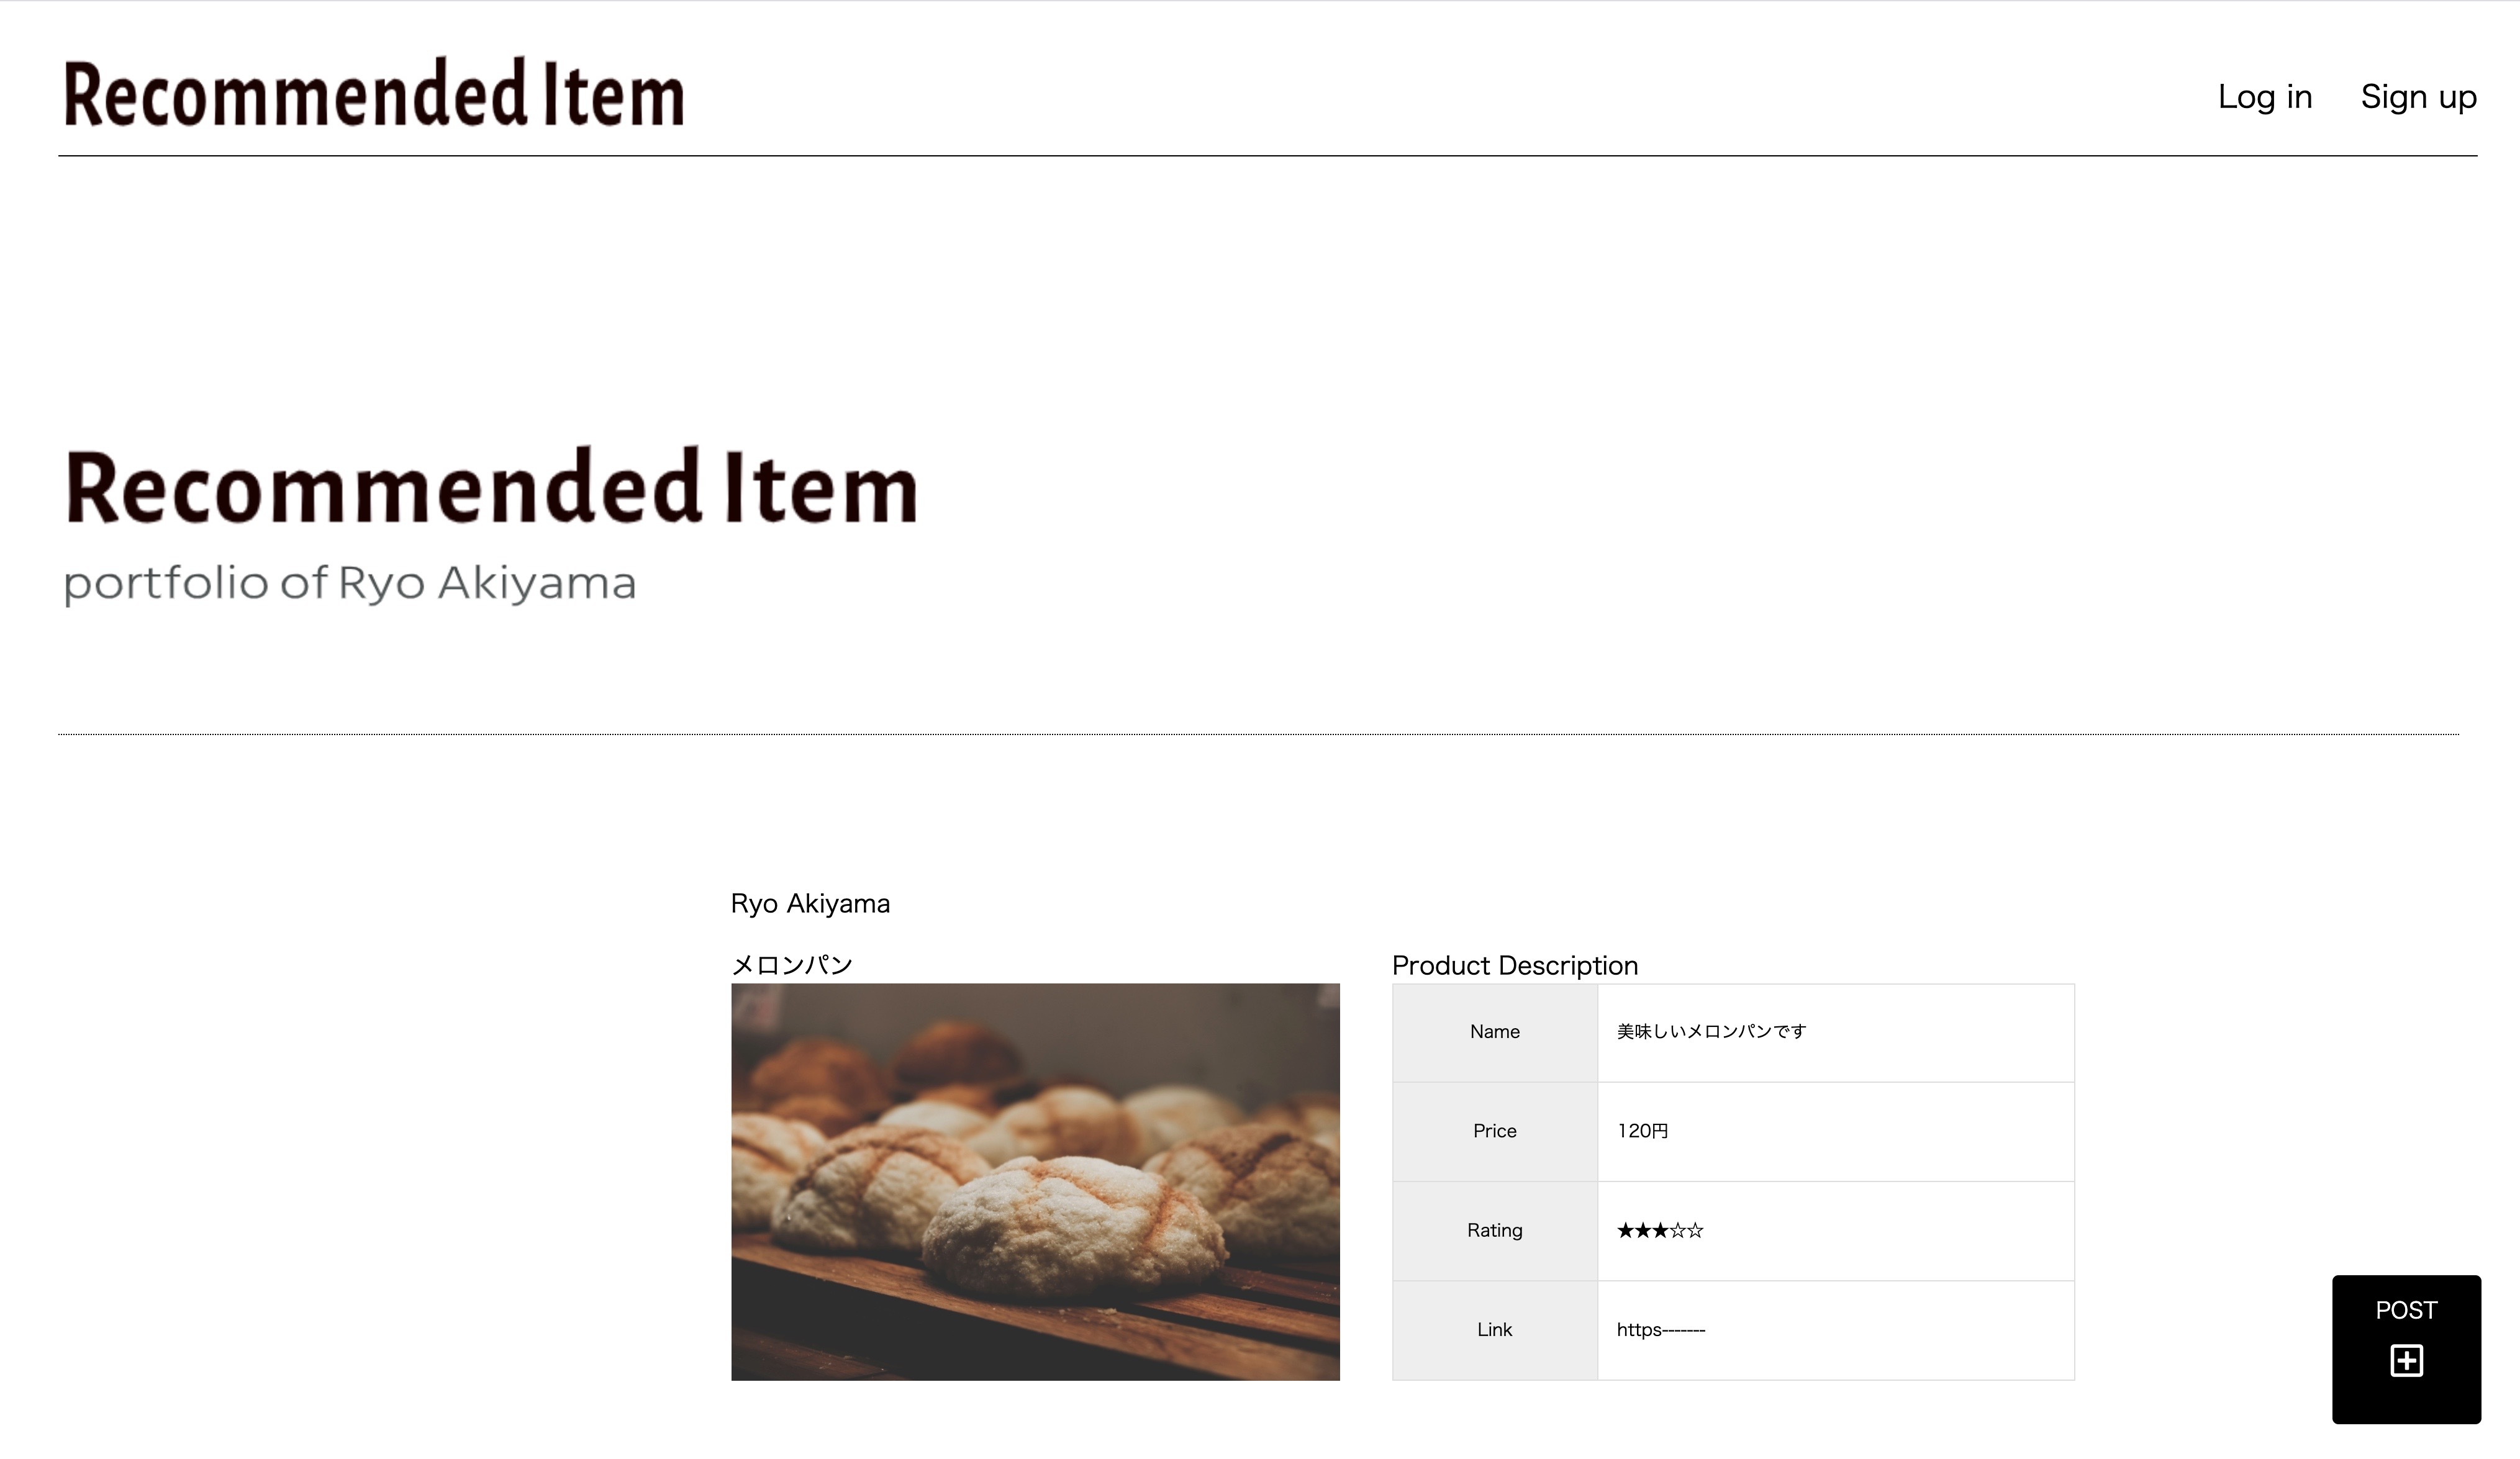 Recommended Item
Log in
Sign up
Recommended Item
portfolio of Ryo Akiyama
Ryo Akiyama
メロンパン
Product Description
Name
美味しいメロンパンです
Price
120円
Rating
★★★☆☆
Link
https-------
POST